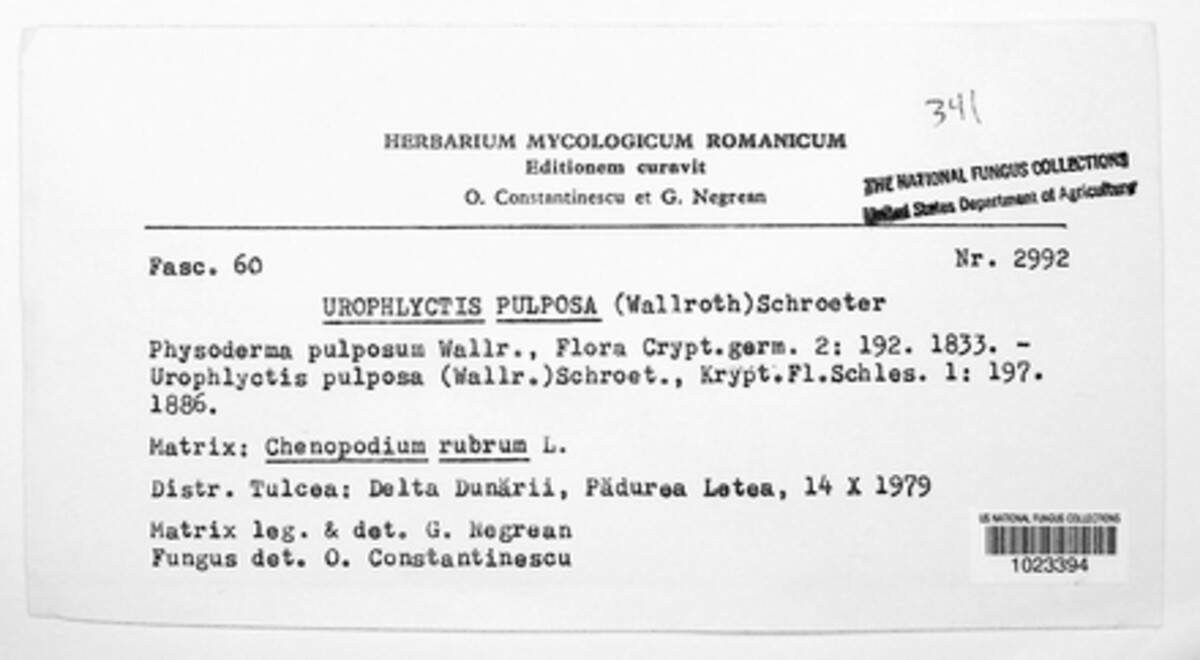 341
HERBARIUM MYCOLOGICUM ROMANICUM
Editionem curavit
O. Constantinescu et G. Negrean
THE NATIONAL FUNGUS COLLECTIONS
United States Department of Agriculture
Fasc. 60 Nr. 2992
UROPHLYCTIS PULPOSA (Wallroth)Schroeter
Physoderma pulposum Wallr., Flora Crypt.germ. 2: 192. 1833. -
Urophlyctis pulposa (Wallr.)Schroet., Krypt.Fl.Schles. 1: 197.
1886.
Matrix: Chenopodium rubrum L.
Distr. Tulcea: Delta Dunării, Pădurea Letea, 14 X 1979
Matrix leg. & det. G. Negrean
Fungus det. O. Constantinescu
US NATIONAL FUNGUS COLLECTIONS
1023394